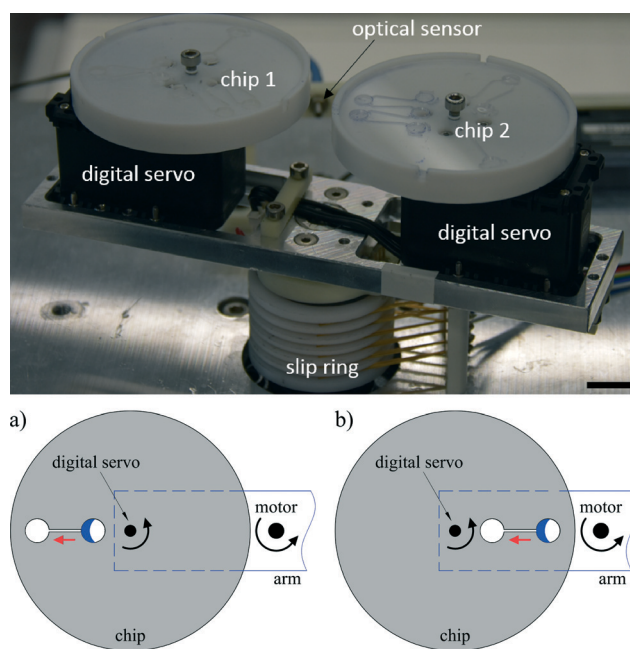 optical sensor
chip 1
chip 2
digital servo
digital servo
slip ring
a)
digital servo
motor
arm
chip
b)
digital servo
motor
arm
chip